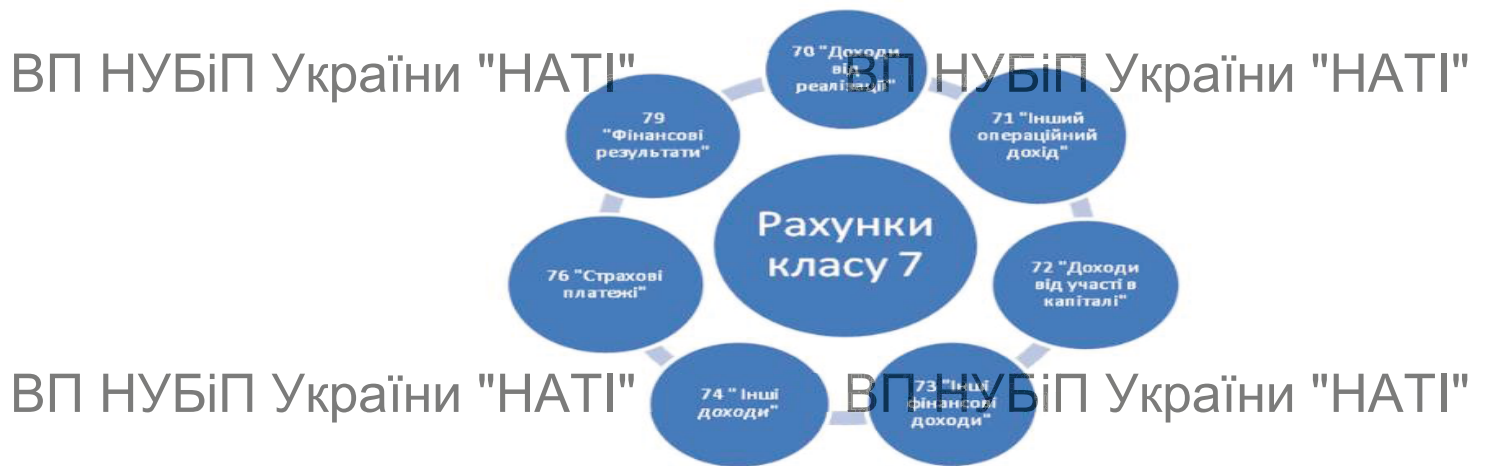 ВП НУБіП України "НАТІ"
ВП НУБіП України "НАТІ"
70 "Доходи
від
реалізації"
71 "Інший
операційний
дохід"
72 "Доходи
від участі в
капіталі"
73 "Інші
фінансові
доходи"
74 " Інші
доходи"
76 "Страхові
платежі"
79
"Фінансові
результати"
Рахунки
класу 7
ВП НУБіП України "НАТІ"
ВП НУБіП України "НАТІ"